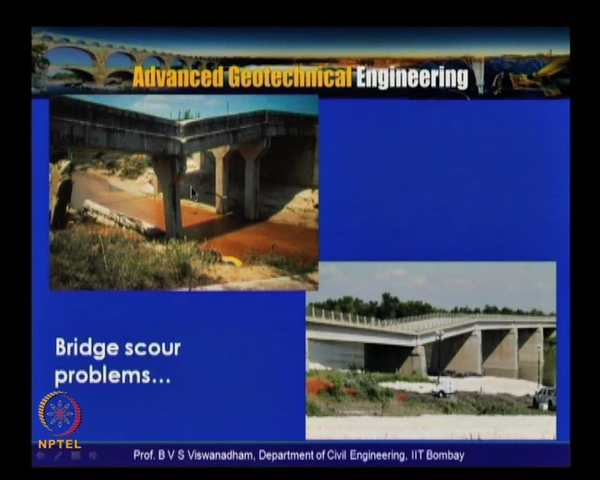 Advanced Geotechnical Engineering
Bridge scour
problems...
NPTEL
Prof. B V S Viswanadham, Department of Civil Engineering, IIT Bombay